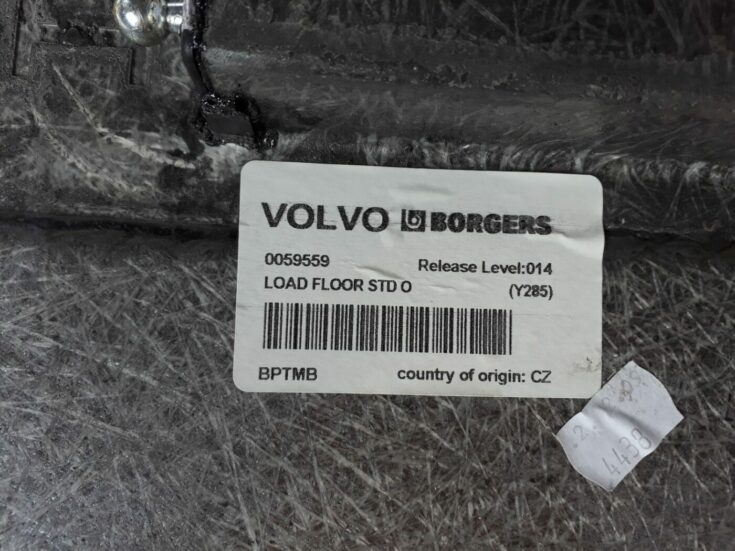 VOLVO BORGERS
0059559 Release Level:014
LOAD FLOOR STD O (Y285)
BPTMB country of origin: CZ
4438